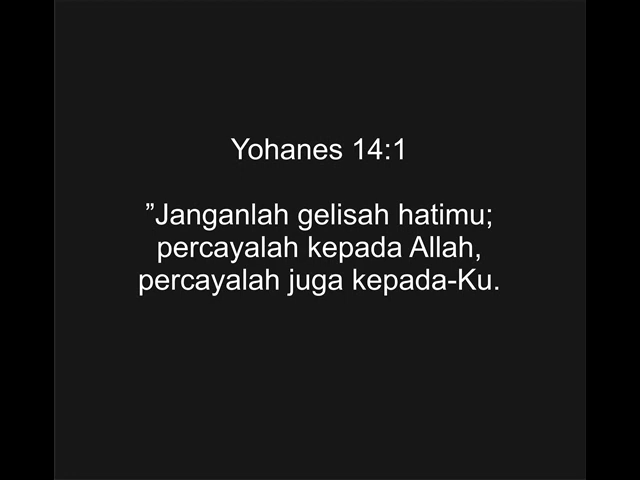 Yohanes 14:1
”Janganlah gelisah hatimu;
percayalah kepada Allah,
percayalah juga kepada-Ku.